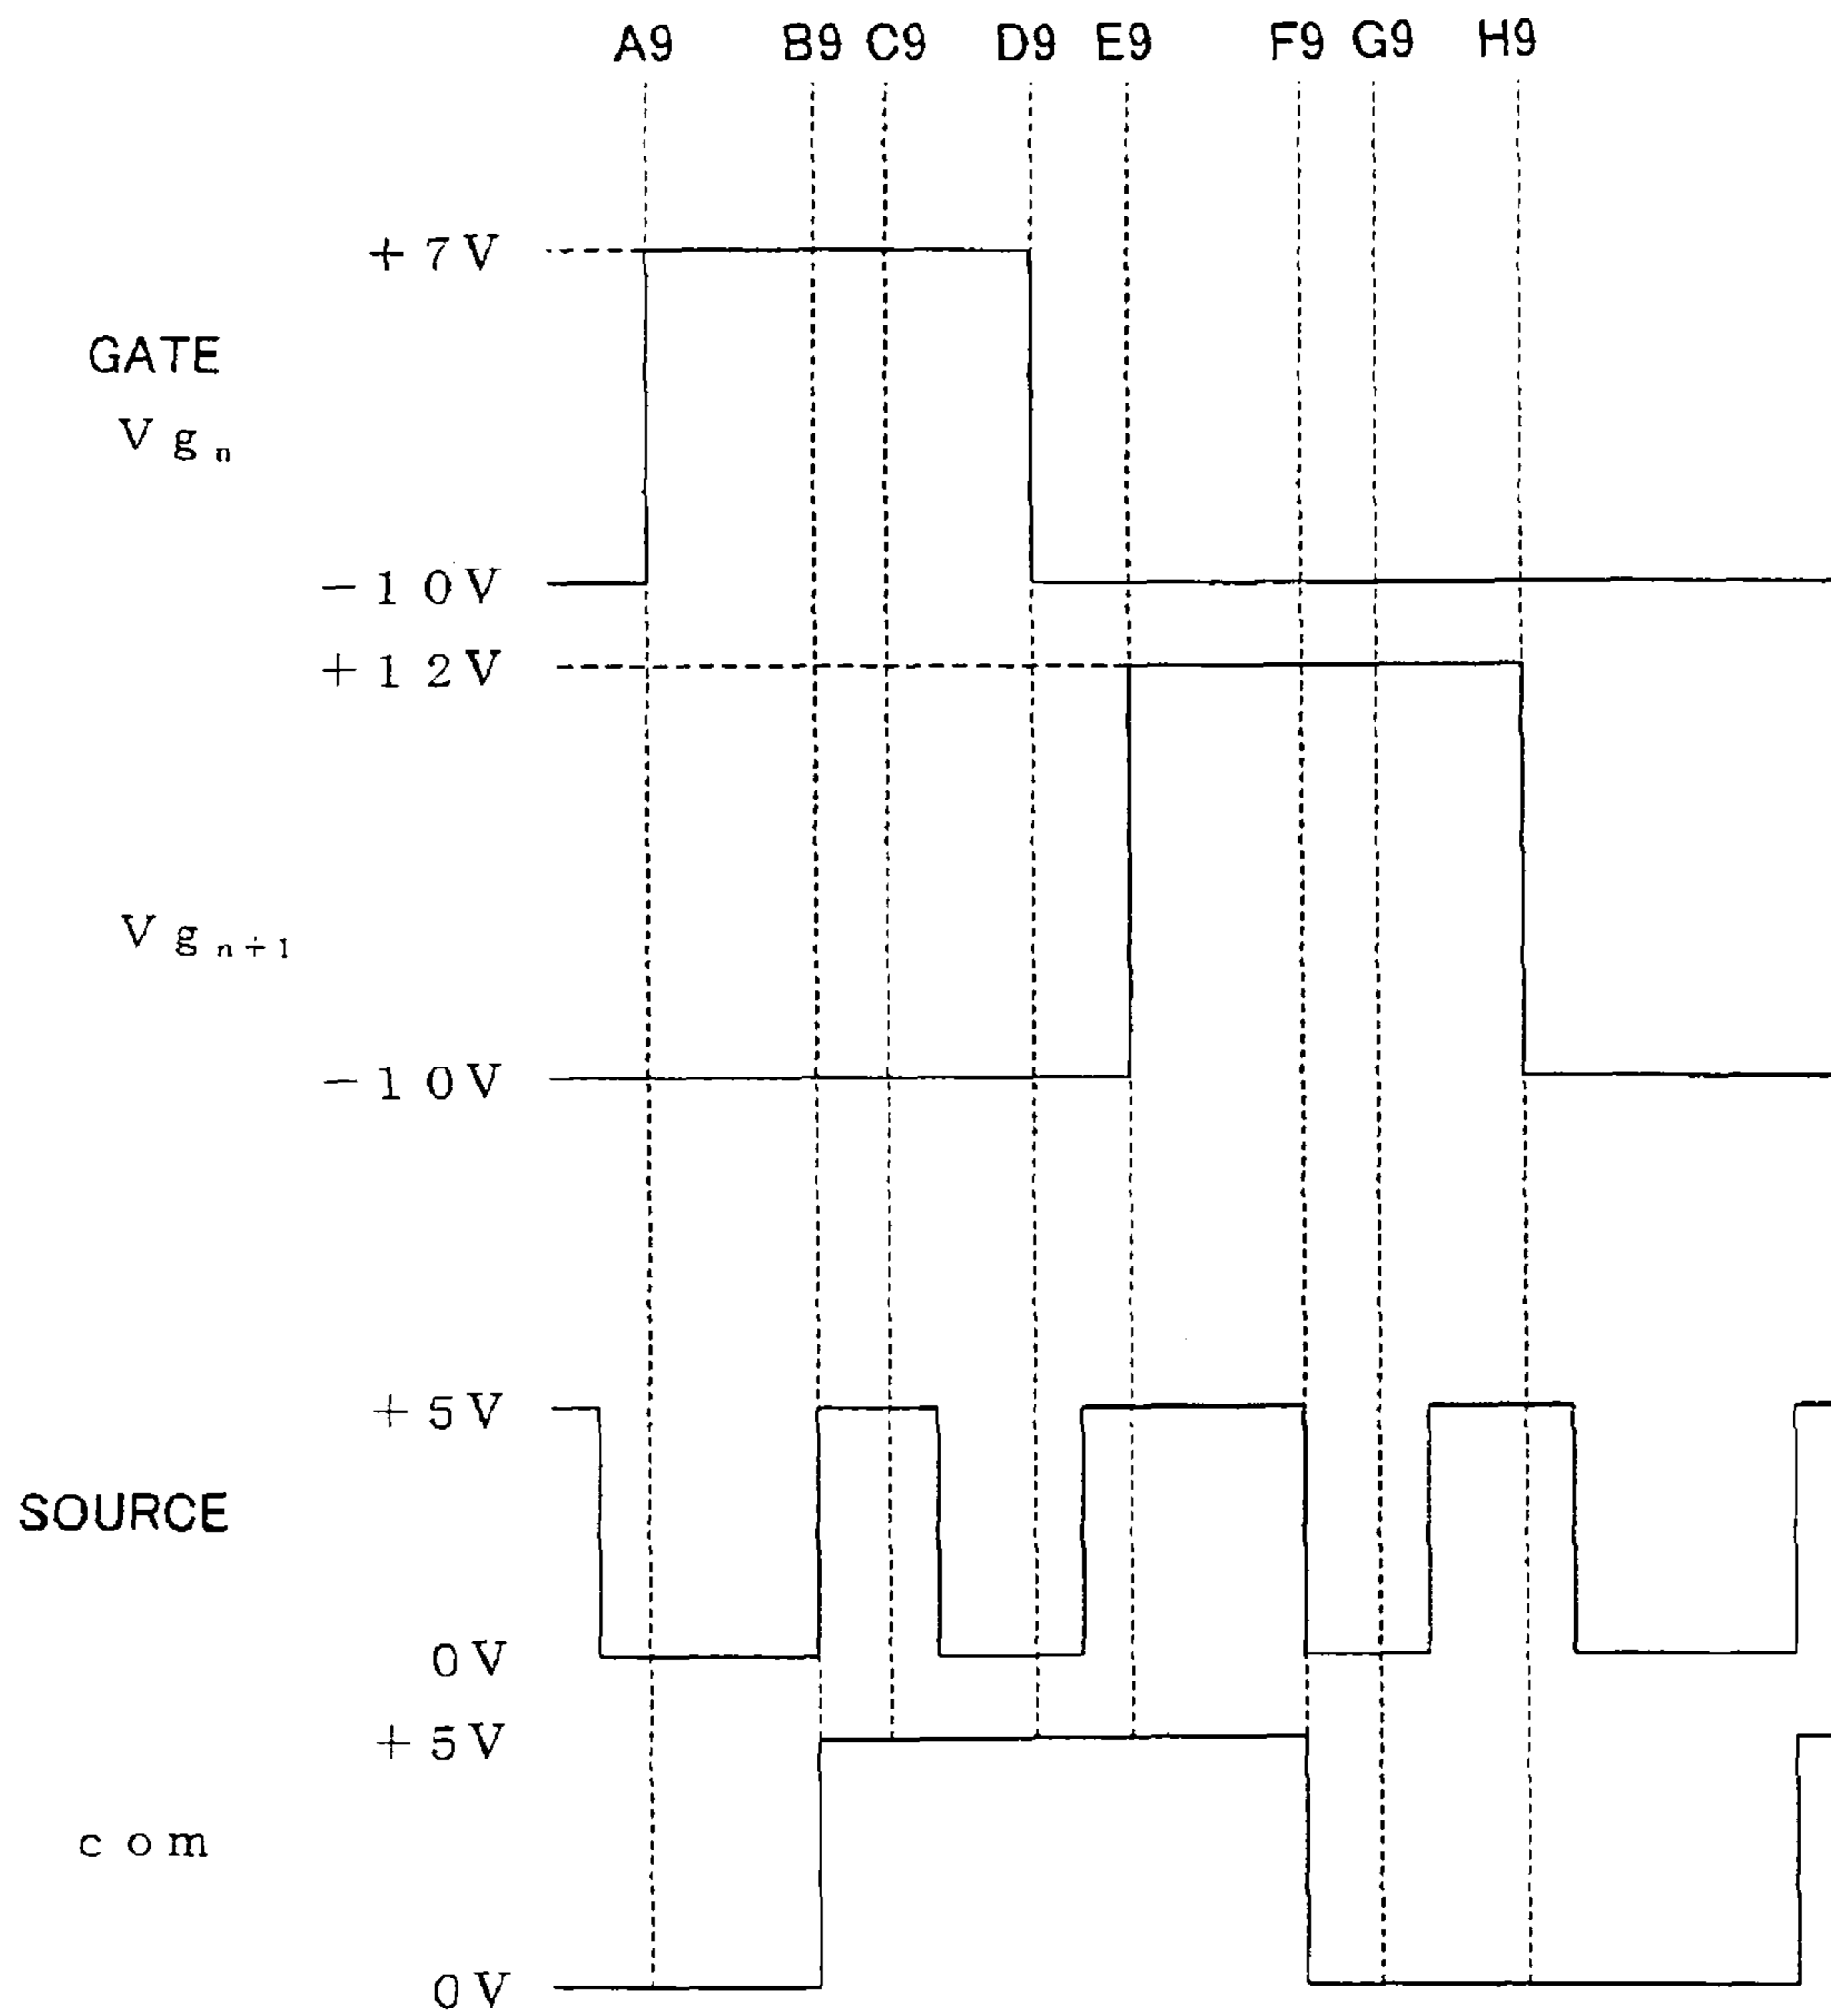 A9 B9 C9 D9 E9 F9 G9 H9
+7V
GATE
Vgn
-10V
+12V
Vgn+1
-10V
+5V
SOURCE
0V
+5V
com
0V